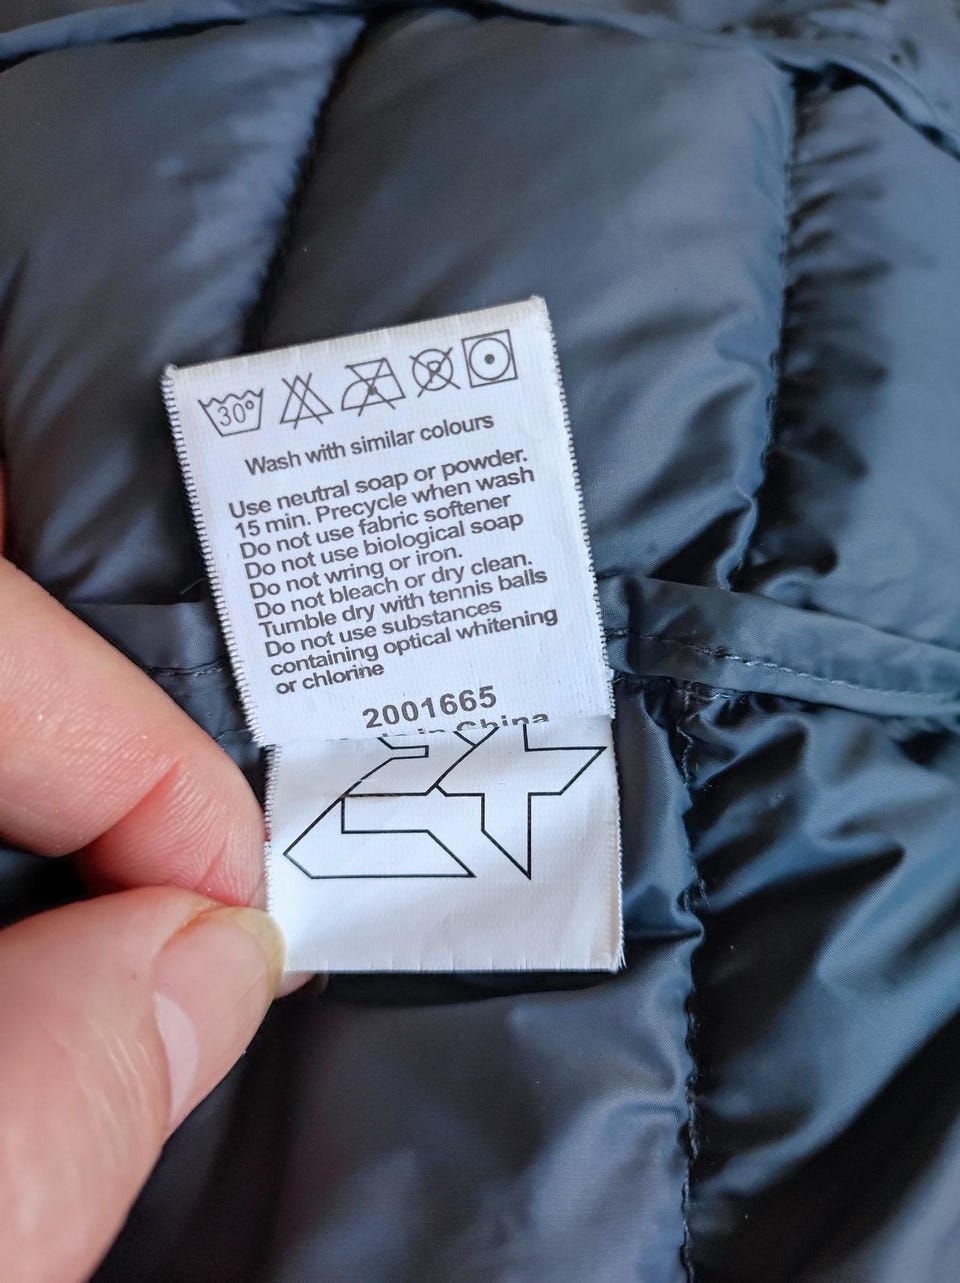 30°
Wash with similar colours
Use neutral soap or powder.
15 min. Precycle when wash
Do not use fabric softener
Do not use biological soap
Do not wring or iron.
Do not bleach or dry clean.
Tumble dry with tennis balls
Do not use substances
containing optical whitening
or chlorine
2001665
in China